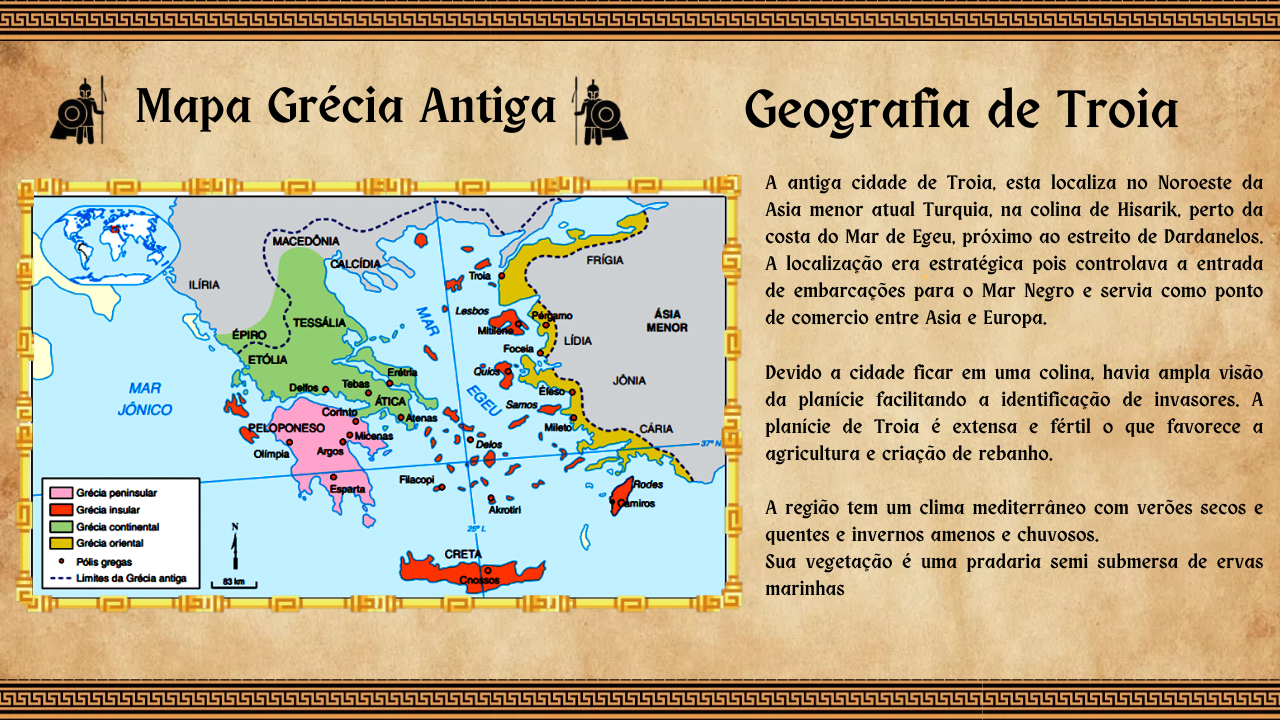 Mapa Grécia Antiga
Geografia de Troia
MACEDÔNIA
CALCÍDIA
ILÍRIA
Troia
FRÍGIA
MAR
EGEU
Lesbos
Mitilene
Pérgamo
ÁSIA
MENOR
TESSÁLIA
ÉPIRO
ETÓLIA
Foceia
LÍDIA
Erétria
Quios
Delfos
Tebas
JÔNIA
MAR
JÔNICO
ÁTICA
Éfeso
Samos
Corinto
Atenas
PELOPONESO
Micenas
Mileto
CÁRIA
Olímpia
Argos
Delos
37° N
Esparta
Filacopi
Rodes
Camiros
Akrotiri
25° L
CRETA
Cnossos
Grécia peninsular
Grécia insular
Grécia continental
Grécia oriental
Pólis gregas
Limites da Grécia antiga
N
83 km
A antiga cidade de Troia, esta localiza no Noroeste da
Asia menor atual Turquia, na colina de Hisarik, perto da
costa do Mar de Egeu, próximo ao estreito de Dardanelos.
A localização era estratégica pois controlava a entrada
de embarcações para o Mar Negro e servia como ponto
de comercio entre Asia e Europa.
Devido a cidade ficar em uma colina, havia ampla visão
da planície facilitando a identificação de invasores. A
planície de Troia é extensa e fértil o que favorece a
agricultura e criação de rebanho.
A região tem um clima mediterrâneo com verões secos e
quentes e invernos amenos e chuvosos.
Sua vegetação é uma pradaria semi submersa de ervas
marinhas